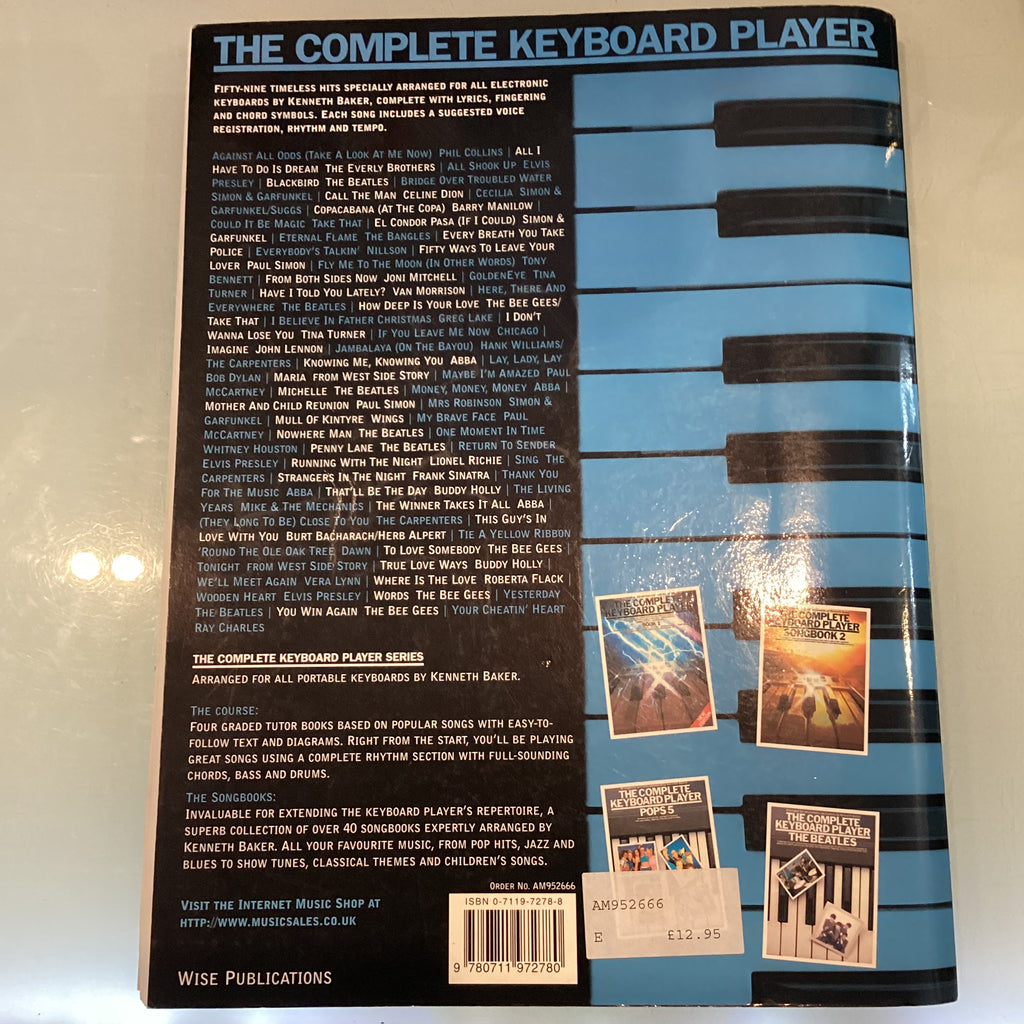 THE COMPLETE KEYBOARD PLAYER
FIFTY-NINE TIMELESS HITS SPECIALLY ARRANGED FOR ALL ELECTRONIC
KEYBOARDS BY KENNETH BAKER, COMPLETE WITH LYRICS, FINGERING
AND CHORD SYMBOLS. EACH SONG INCLUDES A SUGGESTED VOICE
REGISTRATION, RHYTHM AND TEMPO.
AGAINST ALL ODDS (TAKE A LOOK AT ME NOW) PHIL COLLINS | ALL I
HAVE TO DO IS DREAM THE EVERLY BROTHERS | ALL SHOOK UP ELVIS
PRESLEY | BLACKBIRD THE BEATLES | BRIDGE OVER TROUBLED WATER
SIMON & GARFUNKEL | CALL THE MAN CELINE DION | CECILIA SIMON &
GARFUNKEL/SUGGS | COPACABANA (AT THE COPA) BARRY MANILOW |
COULD IT BE MAGIC TAKE THAT | EL CONDOR PASA (IF I COULD) SIMON &
GARFUNKEL | ETERNAL FLAME THE BANGLES | EVERY BREATH YOU TAKE
POLICE | EVERYBODY'S TALKIN' NILLSON | FIFTY WAYS TO LEAVE YOUR
LOVER PAUL SIMON | FLY ME TO THE MOON (IN OTHER WORDS) TONY
BENNETT | FROM BOTH SIDES NOW JONI MITCHELL | GOLDENEYE TINA
TURNER | HAVE I TOLD YOU LATELY? VAN MORRISON | HERE, THERE AND
EVERYWHERE THE BEATLES | HOW DEEP IS YOUR LOVE THE BEE GEES/
TAKE THAT | I BELIEVE IN FATHER CHRISTMAS GREG LAKE | I DON'T
WANNA LOSE YOU TINA TURNER | IF YOU LEAVE ME NOW CHICAGO |
IMAGINE JOHN LENNON | JAMBALAYA (ON THE BAYOU) HANK WILLIAMS/
THE CARPENTERS | KNOWING ME, KNOWING YOU ABBA | LAY, LADY, LAY
BOB DYLAN | MARIA FROM WEST SIDE STORY | MAYBE I'M AMAZED PAUL
MCCARTNEY | MICHELLE THE BEATLES | MONEY, MONEY, MONEY ABBA |
MOTHER AND CHILD REUNION PAUL SIMON | MRS ROBINSON SIMON &
GARFUNKEL | MULL OF KINTYRE WINGS | MY BRAVE FACE PAUL
MCCARTNEY | NOWHERE MAN THE BEATLES | ONE MOMENT IN TIME
WHITNEY HOUSTON | PENNY LANE THE BEATLES | RETURN TO SENDER
ELVIS PRESLEY | RUNNING WITH THE NIGHT LIONEL RICHIE | SING THE
CARPENTERS | STRANGERS IN THE NIGHT FRANK SINATRA | THANK YOU
FOR THE MUSIC ABBA | THAT'LL BE THE DAY BUDDY HOLLY | THE LIVING
YEARS MIKE & THE MECHANICS | THE WINNER TAKES IT ALL ABBA |
(THEY LONG TO BE) CLOSE TO YOU THE CARPENTERS | THIS GUY'S IN
LOVE WITH YOU BURT BACHARACH/HERB ALPERT | TIE A YELLOW RIBBON
'ROUND THE OLE OAK TREE DAWN | TO LOVE SOMEBODY THE BEE GEES |
TONIGHT FROM WEST SIDE STORY | TRUE LOVE WAYS BUDDY HOLLY |
WE'LL MEET AGAIN VERA LYNN | WHERE IS THE LOVE ROBERTA FLACK |
WOODEN HEART ELVIS PRESLEY | WORDS THE BEE GEES | YESTERDAY
THE BEATLES | YOU WIN AGAIN THE BEE GEES | YOUR CHEATIN' HEART
RAY CHARLES
THE COMPLETE KEYBOARD PLAYER SERIES
ARRANGED FOR ALL PORTABLE KEYBOARDS BY KENNETH BAKER.
THE COURSE:
FOUR GRADED TUTOR BOOKS BASED ON POPULAR SONGS WITH EASY-TO-
FOLLOW TEXT AND DIAGRAMS. RIGHT FROM THE START, YOU'LL BE PLAYING
GREAT SONGS USING A COMPLETE RHYTHM SECTION WITH FULL-SOUNDING
CHORDS, BASS AND DRUMS.
THE SONGBOOKS:
INVALUABLE FOR EXTENDING THE KEYBOARD PLAYER'S REPERTOIRE, A
SUPERB COLLECTION OF OVER 40 SONGBOOKS EXPERTLY ARRANGED BY
KENNETH BAKER. ALL YOUR FAVOURITE MUSIC, FROM POP HITS, JAZZ AND
BLUES TO SHOW TUNES, CLASSICAL THEMES AND CHILDREN'S SONGS.
VISIT THE INTERNET MUSIC SHOP AT
HTTP://WWW.MUSICSALES.CO.UK
WISE PUBLICATIONS
ORDER NO. AM952666
ISBN 0-7119-7278-8
9 780711 972780
AM952666
E £12.95
THE COMPLETE
KEYBOARD PLAYER
BOOK 1
THE COMPLETE
KEYBOARD PLAYER
SONGBOOK 2
THE COMPLETE
KEYBOARD PLAYER
POPS 5
THE COMPLETE
KEYBOARD PLAYER
THE BEATLES